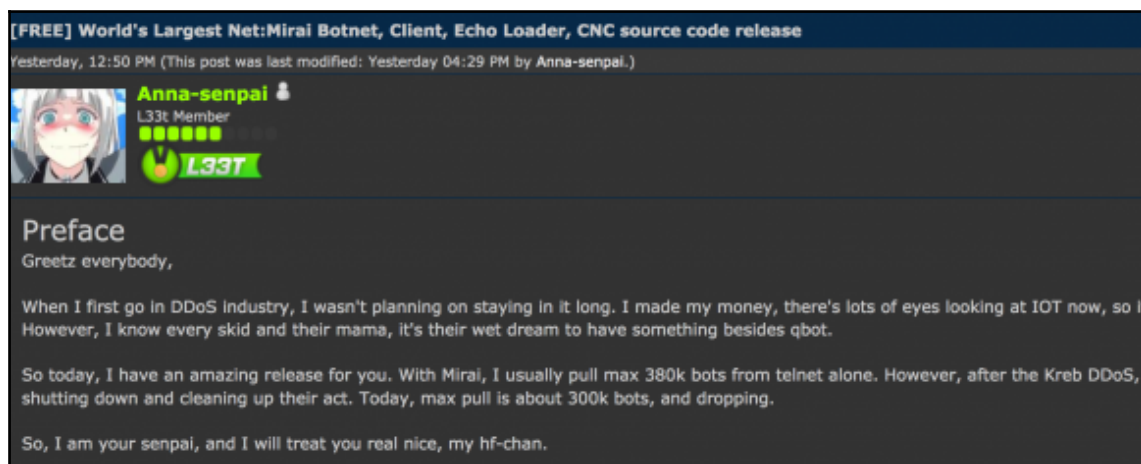 [FREE] World's Largest Net:Mirai Botnet, Client, Echo Loader, CNC source code release
Yesterday, 12:50 PM (This post was last modified: Yesterday 04:29 PM by Anna-senpai.)
Anna-senpai
L33t Member
L33T
Preface
Greetz everybody,
When I first go in DDoS industry, I wasn't planning on staying in it long. I made my money, there's lots of eyes looking at IOT now, so
However, I know every skid and their mama, it's their wet dream to have something besides qbot.
So today, I have an amazing release for you. With Mirai, I usually pull max 380k bots from telnet alone. However, after the Kreb DDoS,
shutting down and cleaning up their act. Today, max pull is about 300k bots, and dropping.
So, I am your senpai, and I will treat you real nice, my hf-chan.